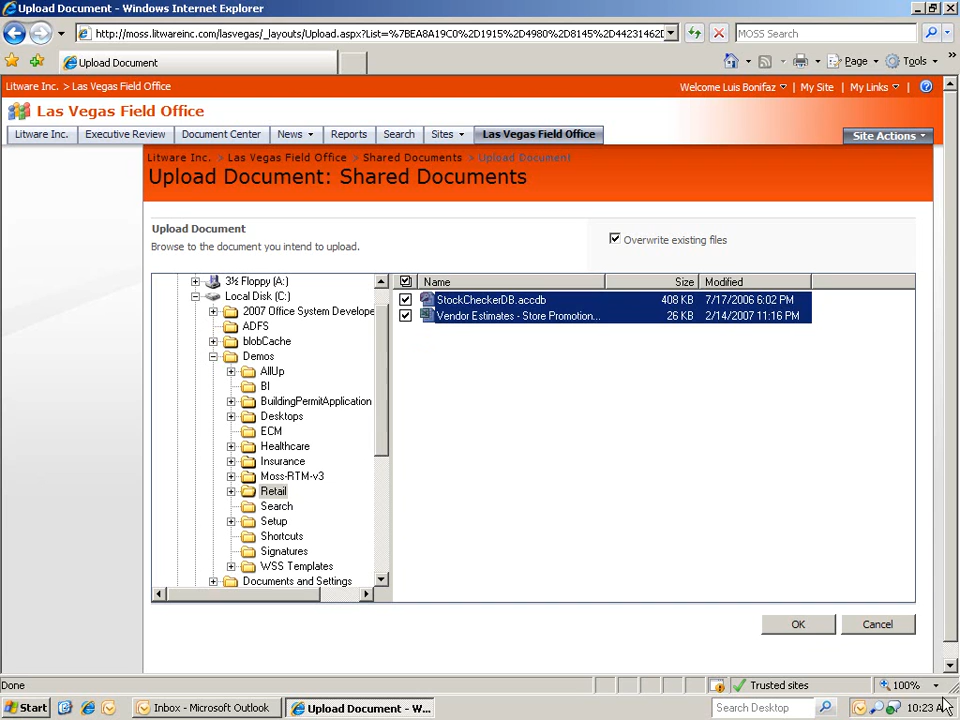 Upload Document - Windows Internet Explorer
http://moss.litwareinc.com/lasvegas/_layouts/Upload.aspx?List=%7BEA8A19C0%2D1915%2D4980%2D8145%2D44231462D
MOSS Search
Upload Document
Page
Tools
Litware Inc. > Las Vegas Field Office
Welcome Luis Bonifaz
My Site
My Links
Las Vegas Field Office
Litware Inc.
Executive Review
Document Center
News
Reports
Search
Sites
Las Vegas Field Office
Site Actions
Litware Inc. > Las Vegas Field Office > Shared Documents > Upload Document
Upload Document: Shared Documents
Upload Document
Browse to the document you intend to upload.
Overwrite existing files
3½ Floppy (A:)
Local Disk (C:)
2007 Office System Develope
ADFS
blobCache
Demos
AllUp
BI
BuildingPermitApplication
Desktops
ECM
Healthcare
Insurance
Moss-RTM-v3
Retail
Search
Setup
Shortcuts
Signatures
WSS Templates
Documents and Settings
Name Size Modified
StockCheckerDB.accdb 408 KB 7/17/2006 6:02 PM
Vendor Estimates - Store Promotion... 26 KB 2/14/2007 11:16 PM
OK
Cancel
Done
Trusted sites
100%
Start
Inbox - Microsoft Outlook
Upload Document - W...
Search Desktop
10:23